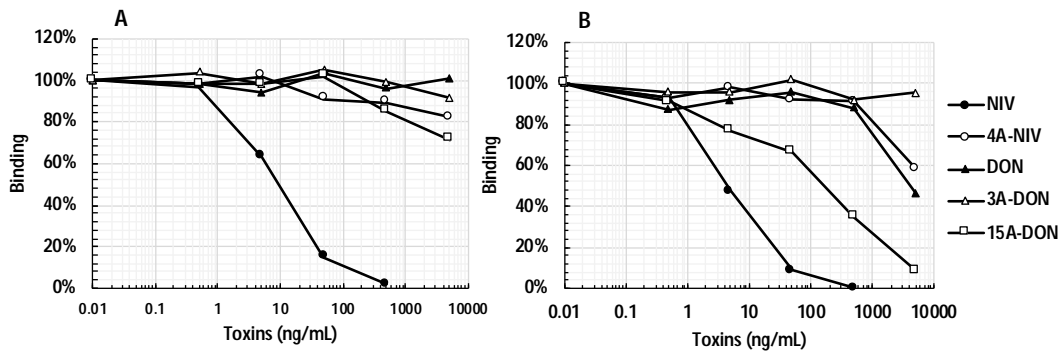 A
120%
100%
80%
60%
40%
20%
0%
Binding
0.01 0.1 1 10 100 1000 10000
Toxins (ng/mL)
B
120%
100%
80%
60%
40%
20%
0%
Binding
0.01 0.1 1 10 100 1000 10000
Toxins (ng/mL)
NIV
4A-NIV
DON
3A-DON
15A-DON